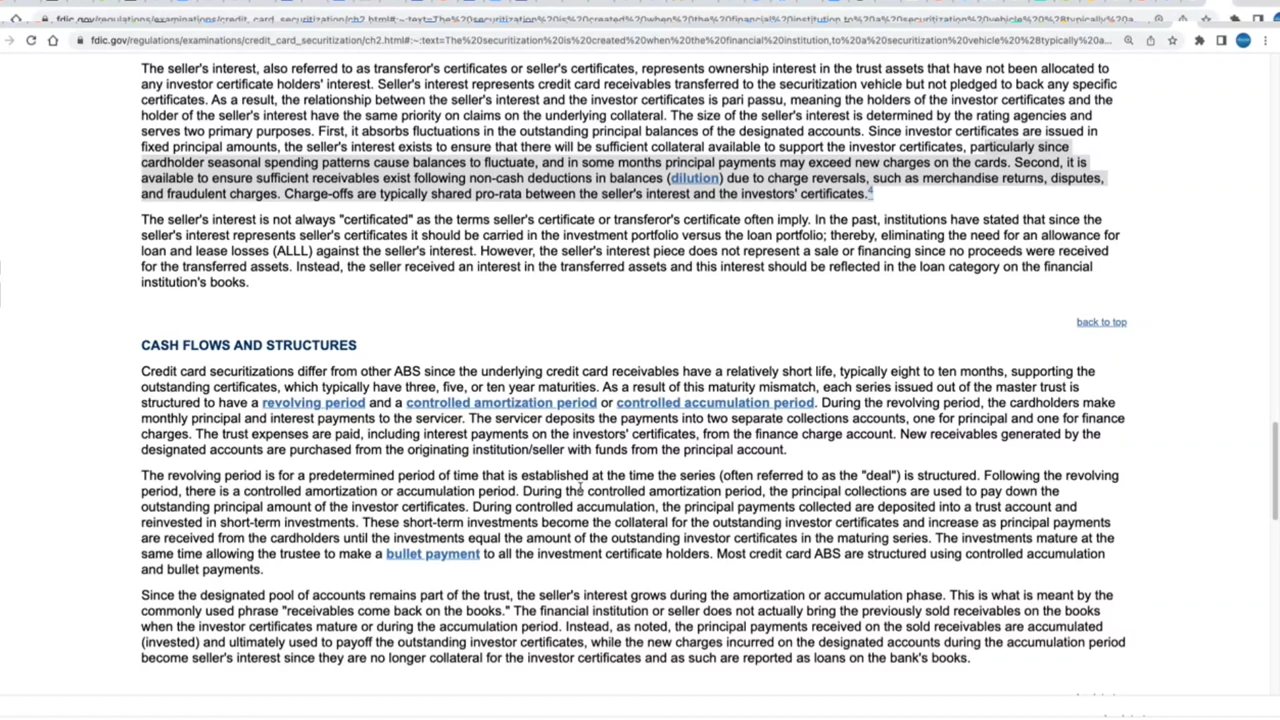 fdic.gov/regulations/examinations/credit_card_securitization/ch2.html#:~:text=The%20securitization%20is%20created%20when%20the%20financial%20institution,to%20a%20securitization%20vehicle%20%28typically%20a...
fdic.gov/regulations/examinations/credit_card_securitization/ch2.html#:~:text=The%20securitization%20is%20created%20when%20the%20financial%20institution,to%20a%20securitization%20vehicle%20%28typically%20a...
The seller's interest, also referred to as transferor's certificates or seller's certificates, represents ownership interest in the trust assets that have not been allocated to
any investor certificate holders' interest. Seller's interest represents credit card receivables transferred to the securitization vehicle but not pledged to back any specific
certificates. As a result, the relationship between the seller's interest and the investor certificates is pari passu, meaning the holders of the investor certificates and the
holder of the seller's interest have the same priority on claims on the underlying collateral. The size of the seller's interest is determined by the rating agencies and
serves two primary purposes. First, it absorbs fluctuations in the outstanding principal balances of the designated accounts. Since investor certificates are issued in
fixed principal amounts, the seller's interest exists to ensure that there will be sufficient collateral available to support the investor certificates, particularly since
cardholder seasonal spending patterns cause balances to fluctuate, and in some months principal payments may exceed new charges on the cards. Second, it is
available to ensure sufficient receivables exist following non-cash deductions in balances (dilution) due to charge reversals, such as merchandise returns, disputes,
and fraudulent charges. Charge-offs are typically shared pro-rata between the seller's interest and the investors' certificates.4
The seller's interest is not always "certificated" as the terms seller's certificate or transferor's certificate often imply. In the past, institutions have stated that since the
seller's interest represents seller's certificates it should be carried in the investment portfolio versus the loan portfolio; thereby, eliminating the need for an allowance for
loan and lease losses (ALLL) against the seller's interest. However, the seller's interest piece does not represent a sale or financing since no proceeds were received
for the transferred assets. Instead, the seller received an interest in the transferred assets and this interest should be reflected in the loan category on the financial
institution's books.
back to top
CASH FLOWS AND STRUCTURES
Credit card securitizations differ from other ABS since the underlying credit card receivables have a relatively short life, typically eight to ten months, supporting the
outstanding certificates, which typically have three, five, or ten year maturities. As a result of this maturity mismatch, each series issued out of the master trust is
structured to have a revolving period and a controlled amortization period or controlled accumulation period. During the revolving period, the cardholders make
monthly principal and interest payments to the servicer. The servicer deposits the payments into two separate collections accounts, one for principal and one for finance
charges. The trust expenses are paid, including interest payments on the investors' certificates, from the finance charge account. New receivables generated by the
designated accounts are purchased from the originating institution/seller with funds from the principal account.
The revolving period is for a predetermined period of time that is established at the time the series (often referred to as the "deal") is structured. Following the revolving
period, there is a controlled amortization or accumulation period. During the controlled amortization period, the principal collections are used to pay down the
outstanding principal amount of the investor certificates. During controlled accumulation, the principal payments collected are deposited into a trust account and
reinvested in short-term investments. These short-term investments become the collateral for the outstanding investor certificates and increase as principal payments
are received from the cardholders until the investments equal the amount of the outstanding investor certificates in the maturing series. The investments mature at the
same time allowing the trustee to make a bullet payment to all the investment certificate holders. Most credit card ABS are structured using controlled accumulation
and bullet payments.
Since the designated pool of accounts remains part of the trust, the seller's interest grows during the amortization or accumulation phase. This is what is meant by the
commonly used phrase "receivables come back on the books." The financial institution or seller does not actually bring the previously sold receivables on the books
when the investor certificates mature or during the accumulation period. Instead, as noted, the principal payments received on the sold receivables are accumulated
(invested) and ultimately used to payoff the outstanding investor certificates, while the new charges incurred on the designated accounts during the accumulation period
become seller's interest since they are no longer collateral for the investor certificates and as such are reported as loans on the bank's books.